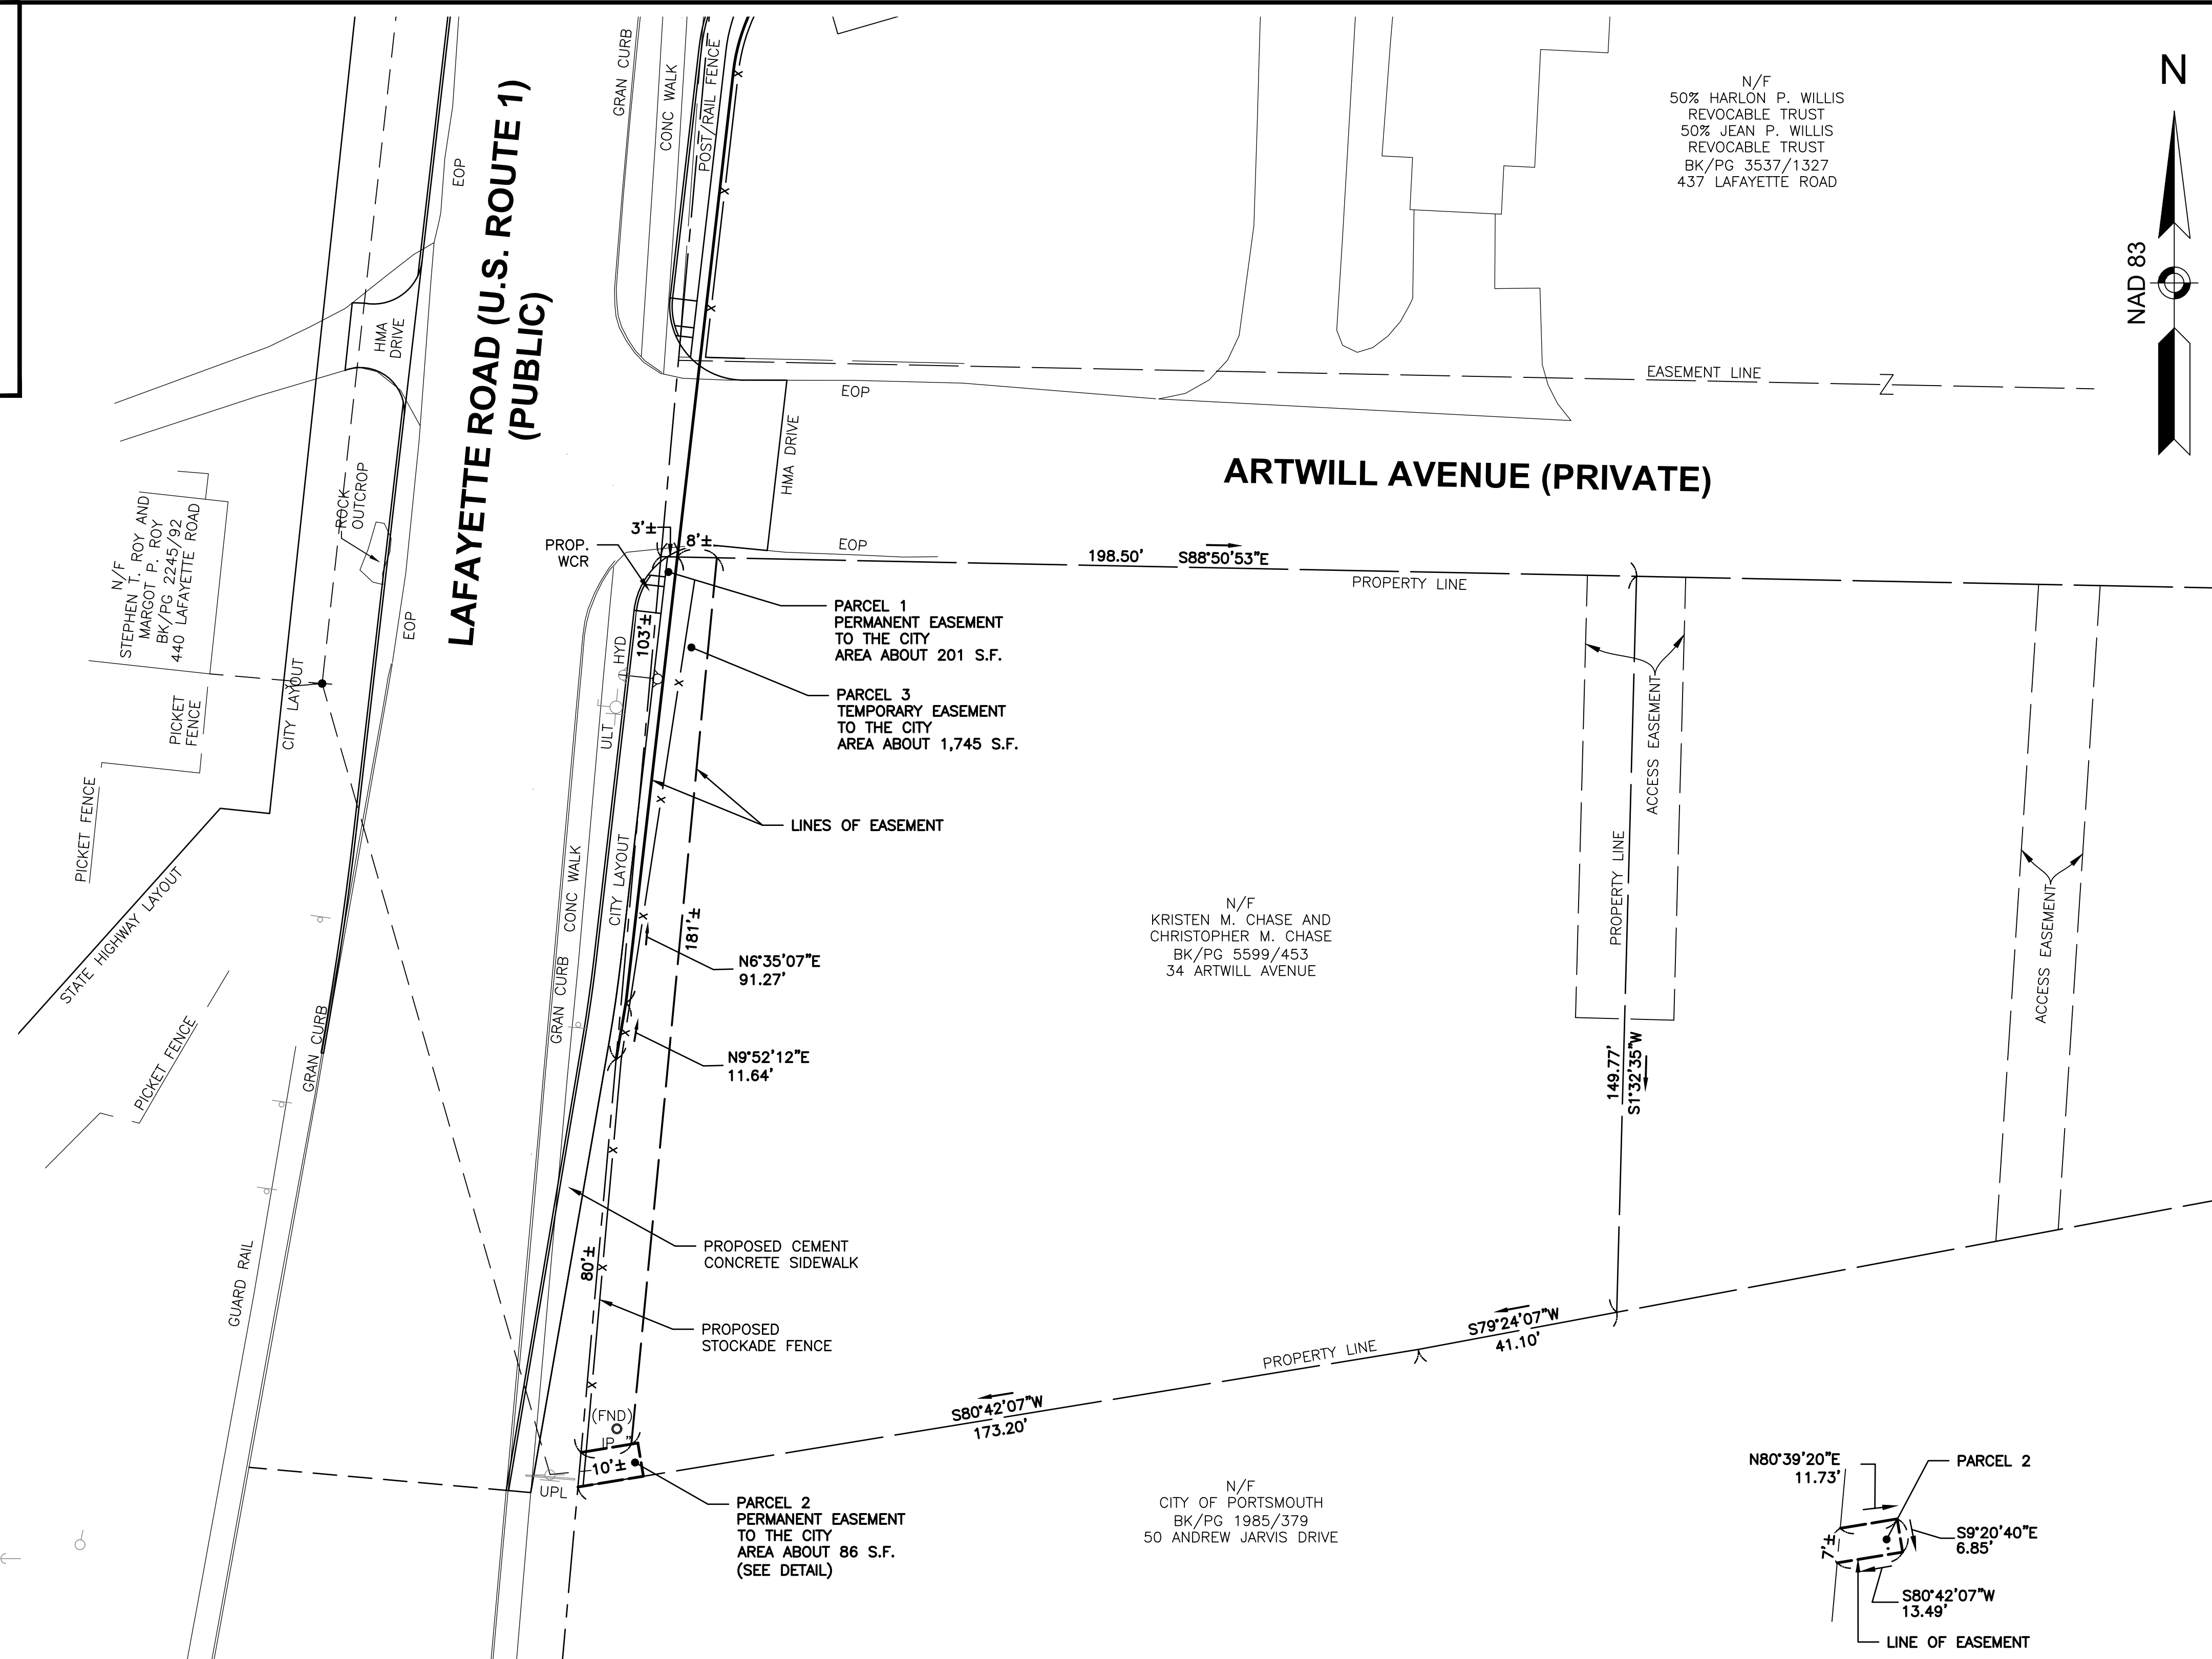 GRAN CURB
CONC WALK
POST/RAIL FENCE
EOP
LAFAYETTE ROAD (U.S. ROUTE 1)
(PUBLIC)
N/F
50% HARLON P. WILLIS
REVOCABLE TRUST
50% JEAN P. WILLIS
REVOCABLE TRUST
BK/PG 3537/1327
437 LAFAYETTE ROAD
N
NAD 83
HMA
DRIVE
EASEMENT LINE
EOP
HMA DRIVE
ARTWILL AVENUE (PRIVATE)
ROCK
OUTCROP
N/F
STEPHEN T. ROY AND
MARGOT P. ROY
BK/PG 2245/92
440 LAFAYETTE ROAD
EOP
3'±
8'±
PROP.
WCR
EOP
198.50'
S88°50'53"E
PROPERTY LINE
PARCEL 1
PERMANENT EASEMENT
TO THE CITY
AREA ABOUT 201 S.F.
103'±
HYD
ULT
PARCEL 3
TEMPORARY EASEMENT
TO THE CITY
AREA ABOUT 1,745 S.F.
CITY LAYOUT
PICKET
FENCE
PICKET FENCE
LINES OF EASEMENT
ACCESS EASEMENT
PROPERTY LINE
ACCESS EASEMENT
STATE HIGHWAY LAYOUT
PICKET FENCE
GRAN CURB
GRAN CURB
CONC WALK
CITY LAYOUT
181'±
N/F
KRISTEN M. CHASE AND
CHRISTOPHER M. CHASE
BK/PG 5599/453
34 ARTWILL AVENUE
N6°35'07"E
91.27'
N9°52'12"E
11.64'
149.77'
S1°32'35"W
PROPOSED CEMENT
CONCRETE SIDEWALK
80'±
GUARD RAIL
PROPOSED
STOCKADE FENCE
PROPERTY LINE
S79°24'07"W
41.10'
S80°42'07"W
173.20'
(FND)
IP "
10'±
UPL
PARCEL 2
PERMANENT EASEMENT
TO THE CITY
AREA ABOUT 86 S.F.
(SEE DETAIL)
N/F
CITY OF PORTSMOUTH
BK/PG 1985/379
50 ANDREW JARVIS DRIVE
N80°39'20"E
11.73'
PARCEL 2
S9°20'40"E
6.85'
7'±
S80°42'07"W
13.49'
LINE OF EASEMENT